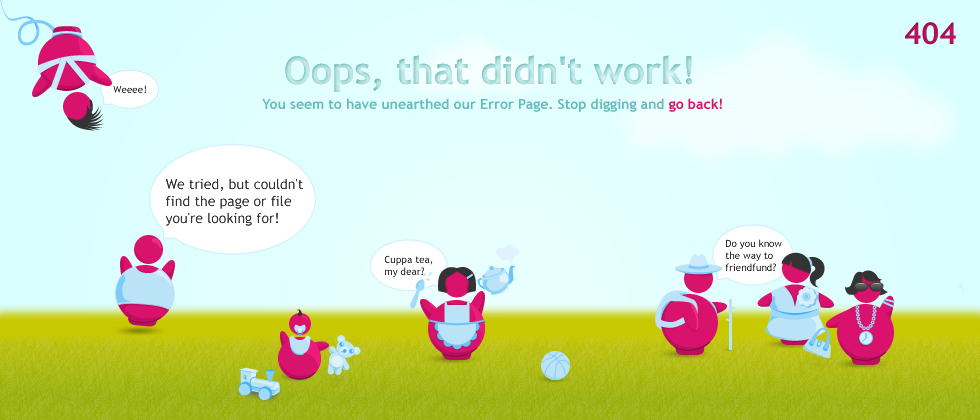 404
Oops, that didn't work!
You seem to have unearthed our Error Page. Stop digging and go back!
Weeee!
We tried, but couldn't
find the page or file
you're looking for!
Cuppa tea,
my dear?
Do you know
the way to
friendfund?